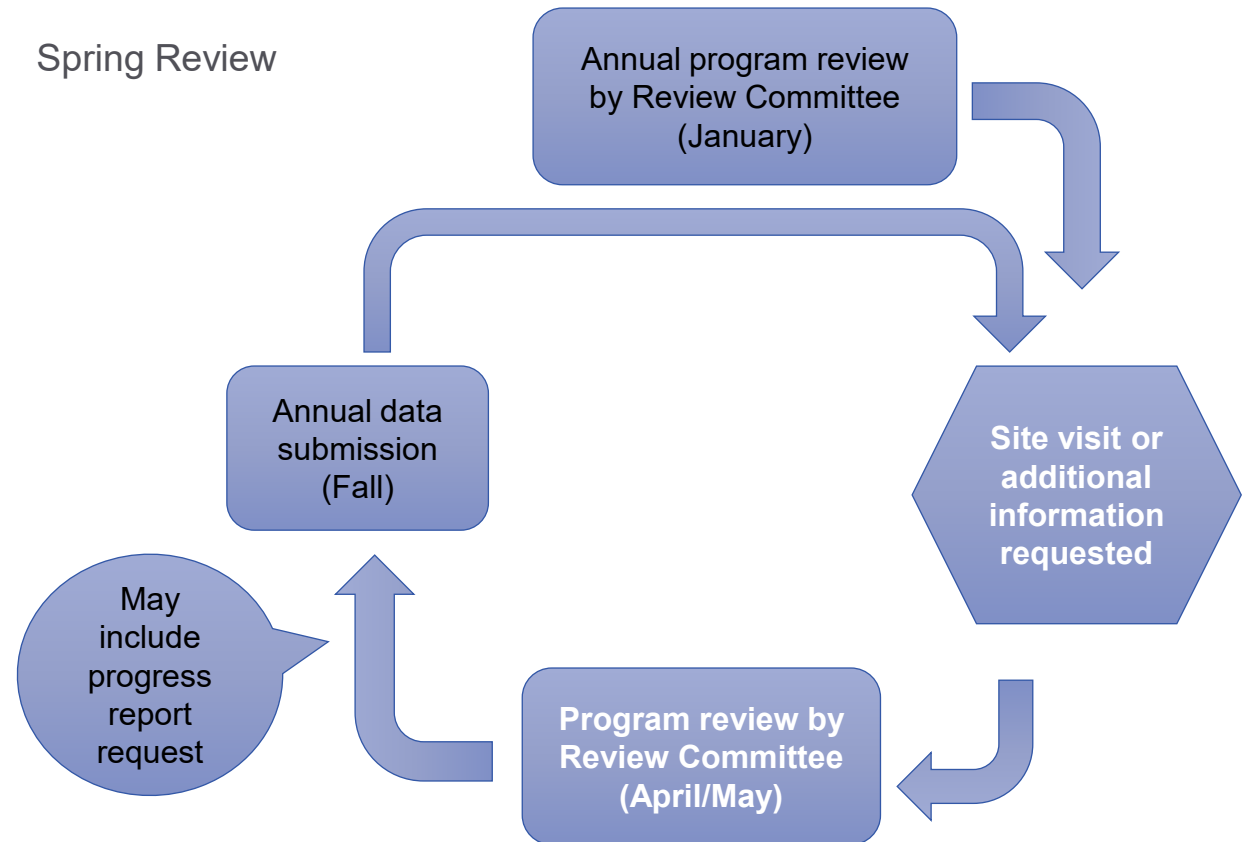 Spring Review
Annual program review
by Review Committee
(January)
Annual data
submission
(Fall)
Site visit or
additional
information
requested
May
include
progress
report
request
Program review by
Review Committee
(April/May)